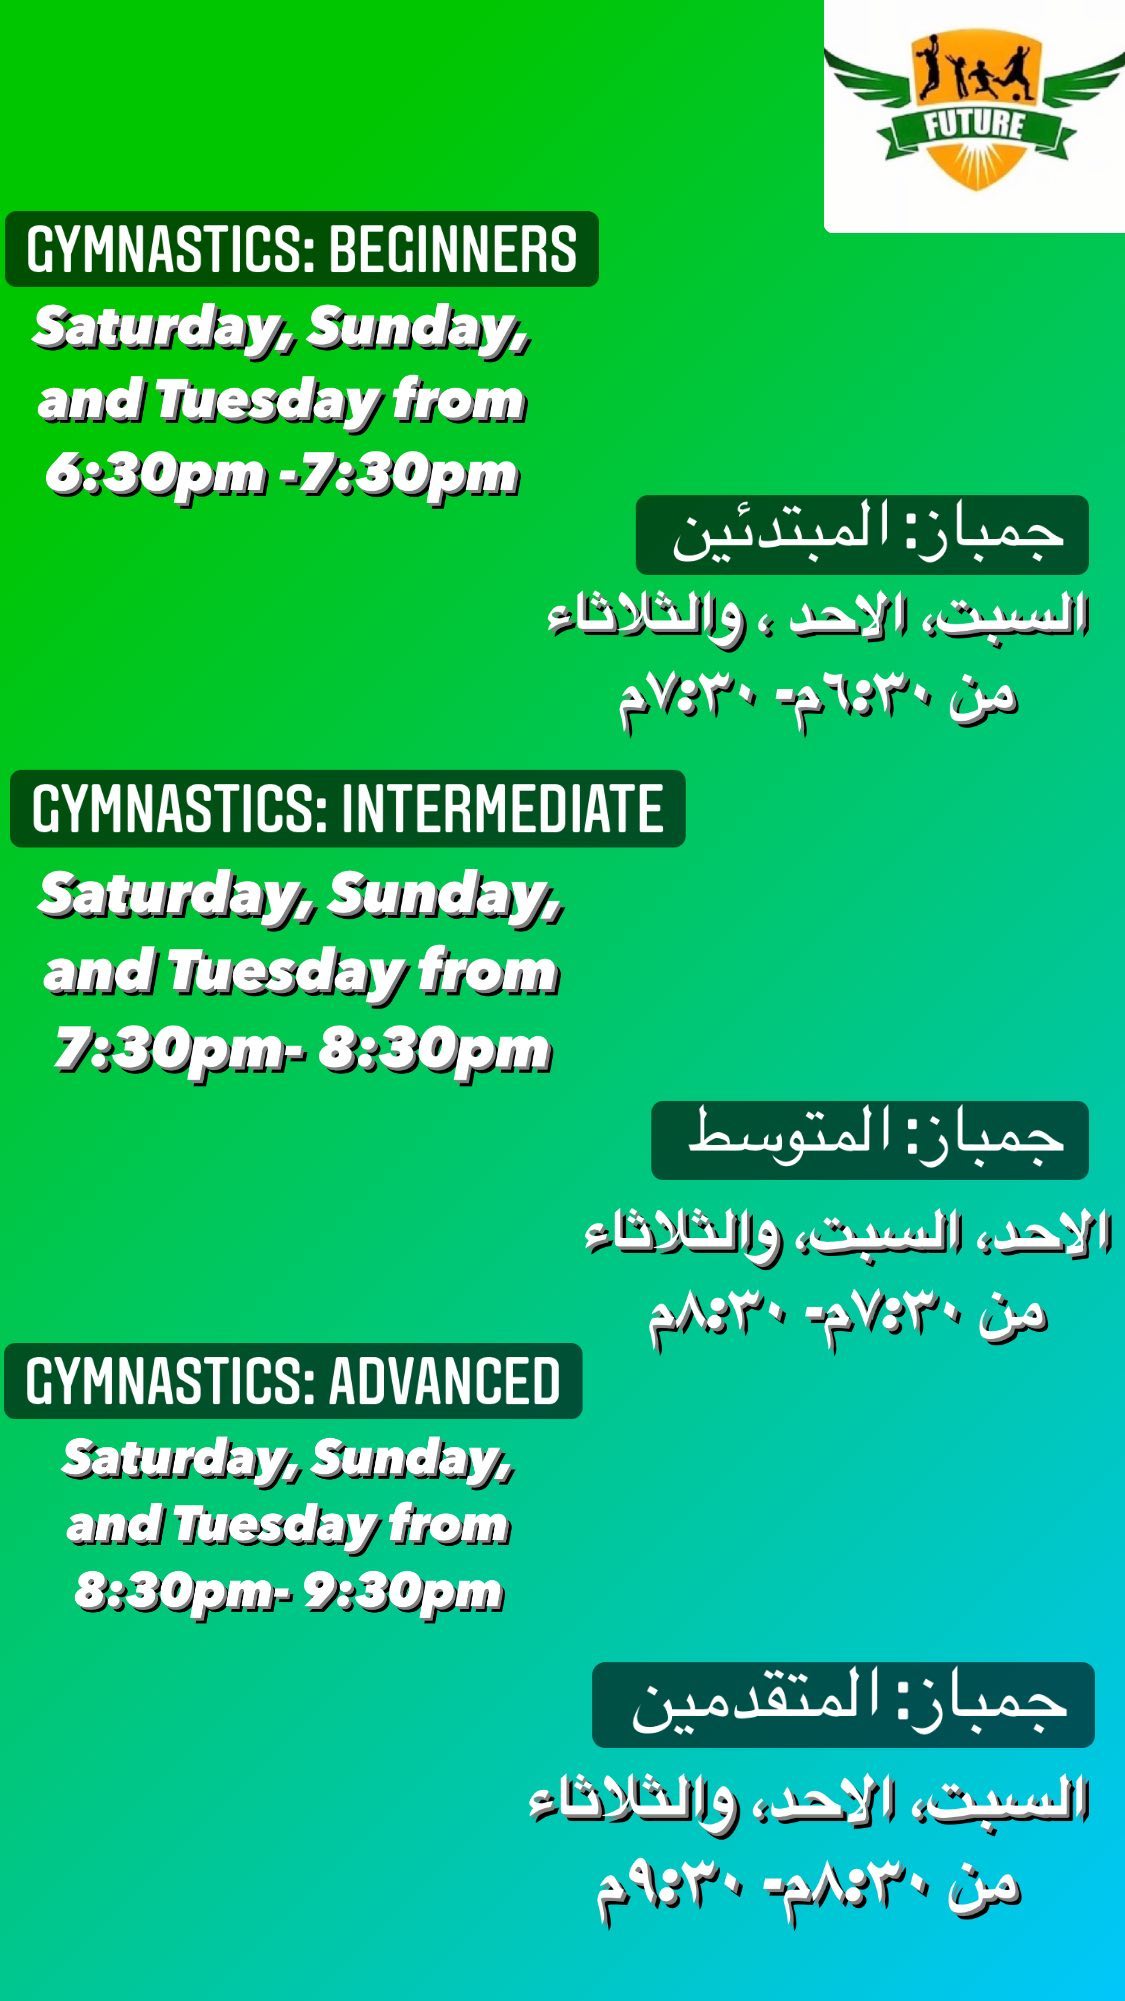 FUTURE
GYMNASTICS: BEGINNERS
Saturday, Sunday,
and Tuesday from
6:30pm -7:30pm
جمباز: المبتدئين
السبت، الاحد ، والثلاثاء
من ٦:٣٠م- ٧:٣٠م
GYMNASTICS: INTERMEDIATE
Saturday, Sunday,
and Tuesday from
7:30pm- 8:30pm
جمباز: المتوسط
الاحد، السبت، والثلاثاء
من ٧:٣٠م- ٨:٣٠م
GYMNASTICS: ADVANCED
Saturday, Sunday,
and Tuesday from
8:30pm- 9:30pm
جمباز: المتقدمين
السبت، الاحد، والثلاثاء
من ٨:٣٠م- ٩:٣٠م